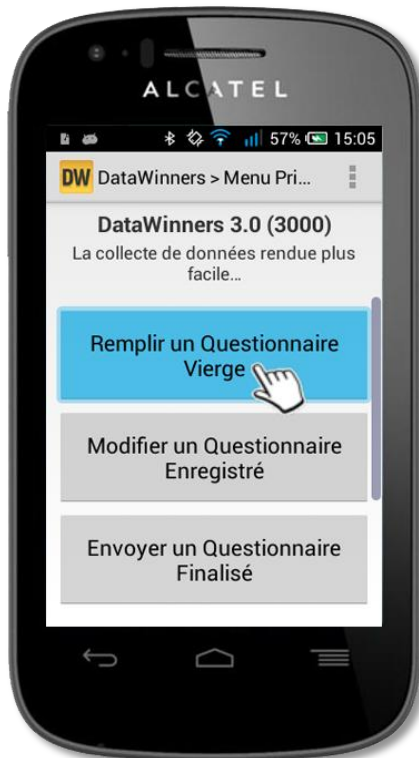 ALCATEL
57% 15:05
DW DataWinners > Menu Pri...
DataWinners 3.0 (3000)
La collecte de données rendue plus
facile...
Remplir un Questionnaire
Vierge
Modifier un Questionnaire
Enregistré
Envoyer un Questionnaire
Finalisé